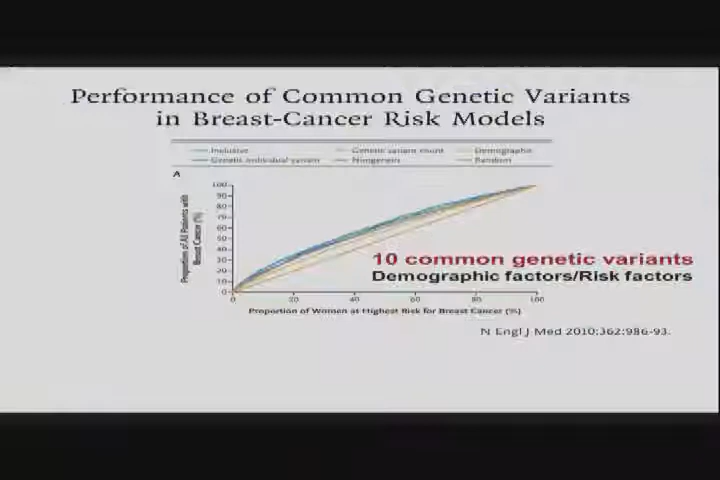 Performance of Common Genetic Variants
in Breast-Cancer Risk Models
Inclusive
Genetic variant count
Demographic
Genetic individual variant
Nongenetic
Random
A
Proportion of All Patients with
Breast Cancer (%)
100
90
80
70
60
50
40
30
20
10
0
0 20 40 60 80 100
10 common genetic variants
Demographic factors/Risk factors
Proportion of Women at Highest Risk for Breast Cancer (%)
N Engl J Med 2010;362:986-93.